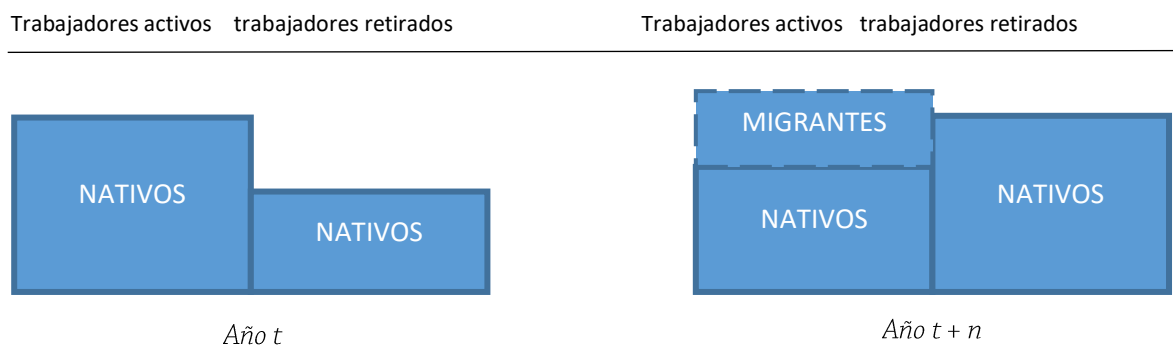 Trabajadores activos trabajadores retirados
Trabajadores activos trabajadores retirados
MIGRANTES
NATIVOS
NATIVOS
NATIVOS
NATIVOS
Año t
Año t + n